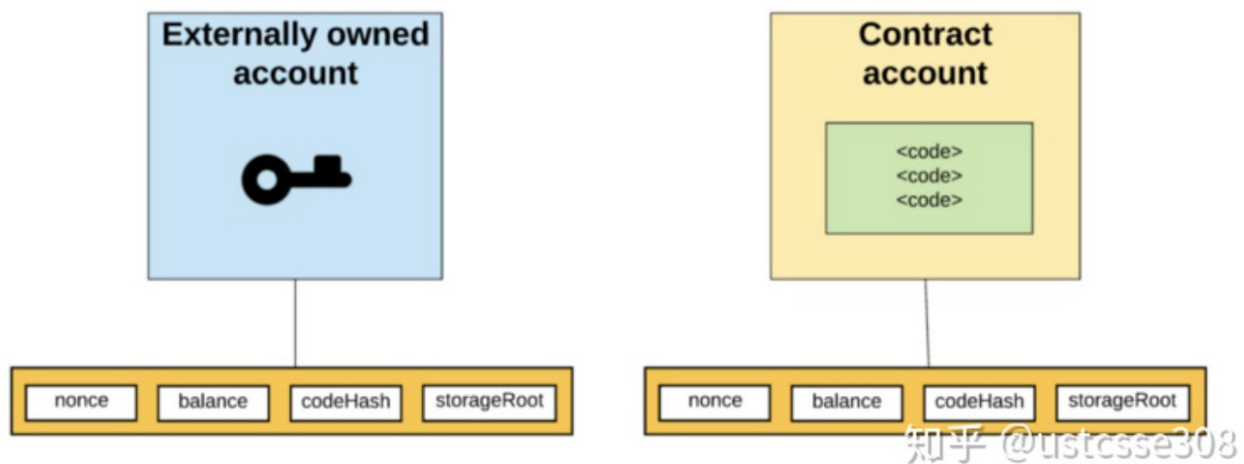 Externally owned
account
Contract
account
<code>
<code>
<code>
nonce balance codeHash storageRoot
nonce balance codeHash storageRoot
知乎 @ustcsse308